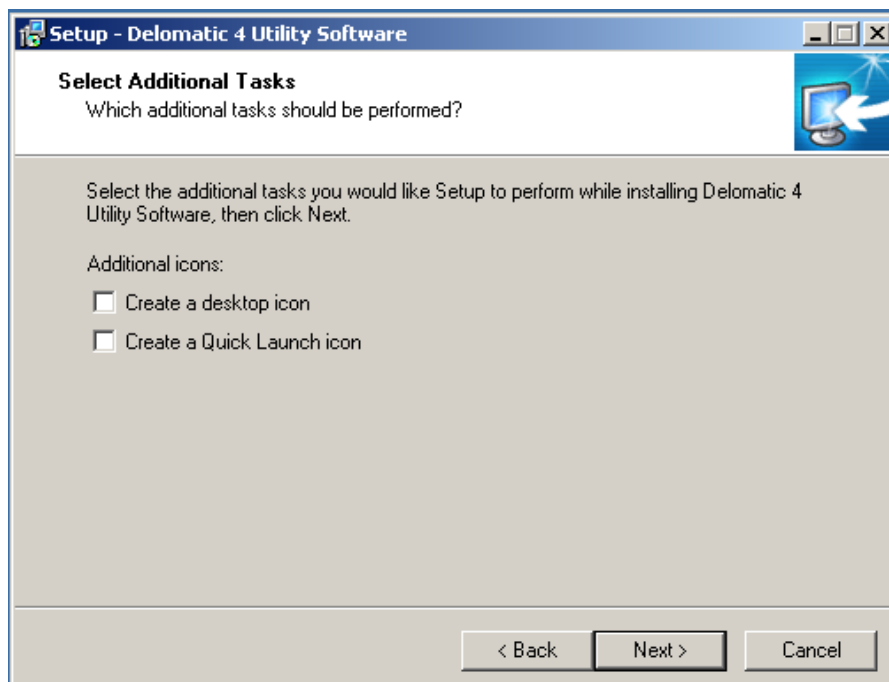 Setup - Delomatic 4 Utility Software
Select Additional Tasks
Which additional tasks should be performed?
Select the additional tasks you would like Setup to perform while installing Delomatic 4
Utility Software, then click Next.
Additional icons:
Create a desktop icon
Create a Quick Launch icon
< Back Next > Cancel